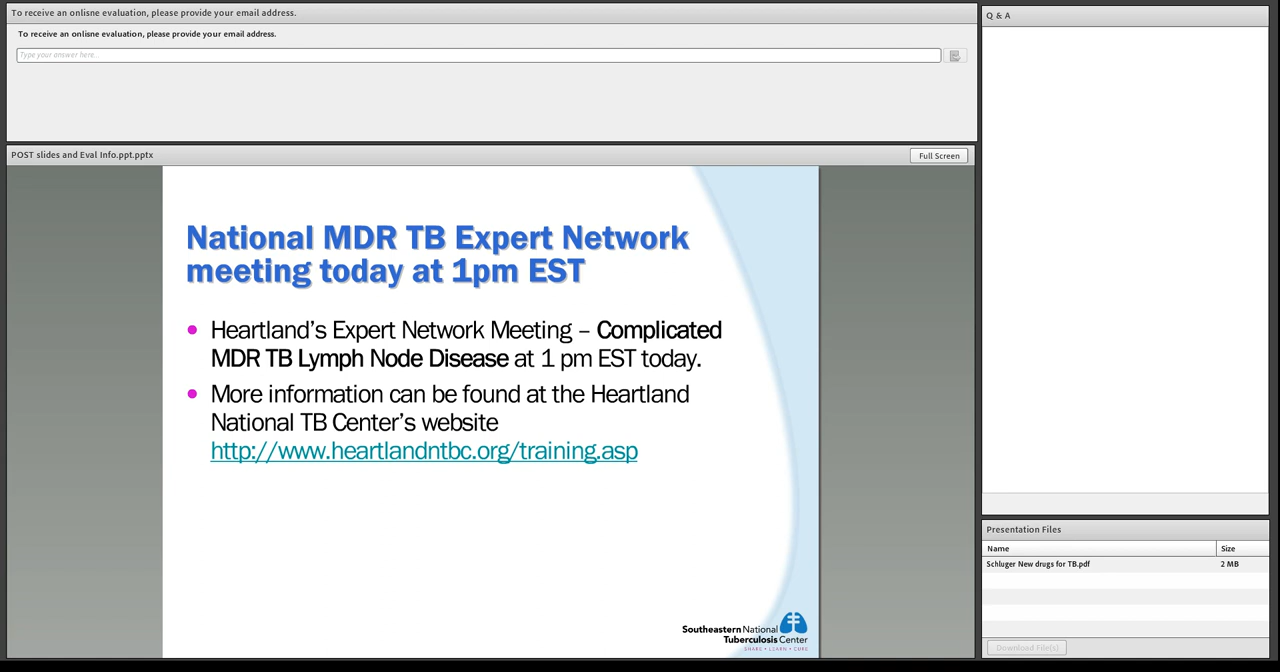 To receive an onlisne evaluation, please provide your email address.
To receive an onlisne evaluation, please provide your email address.
Type your answer here...
POST slides and Eval Info.ppt.pptx
Full Screen
National MDR TB Expert Network
meeting today at 1pm EST
Heartland’s Expert Network Meeting – Complicated
MDR TB Lymph Node Disease at 1 pm EST today.
More information can be found at the Heartland
National TB Center’s website
http://www.heartlandntbc.org/training.asp
Southeastern National
Tuberculosis Center
SHARE • LEARN • CURE
Q & A
Presentation Files
Name Size
Schluger New drugs for TB.pdf 2 MB
Download File(s)